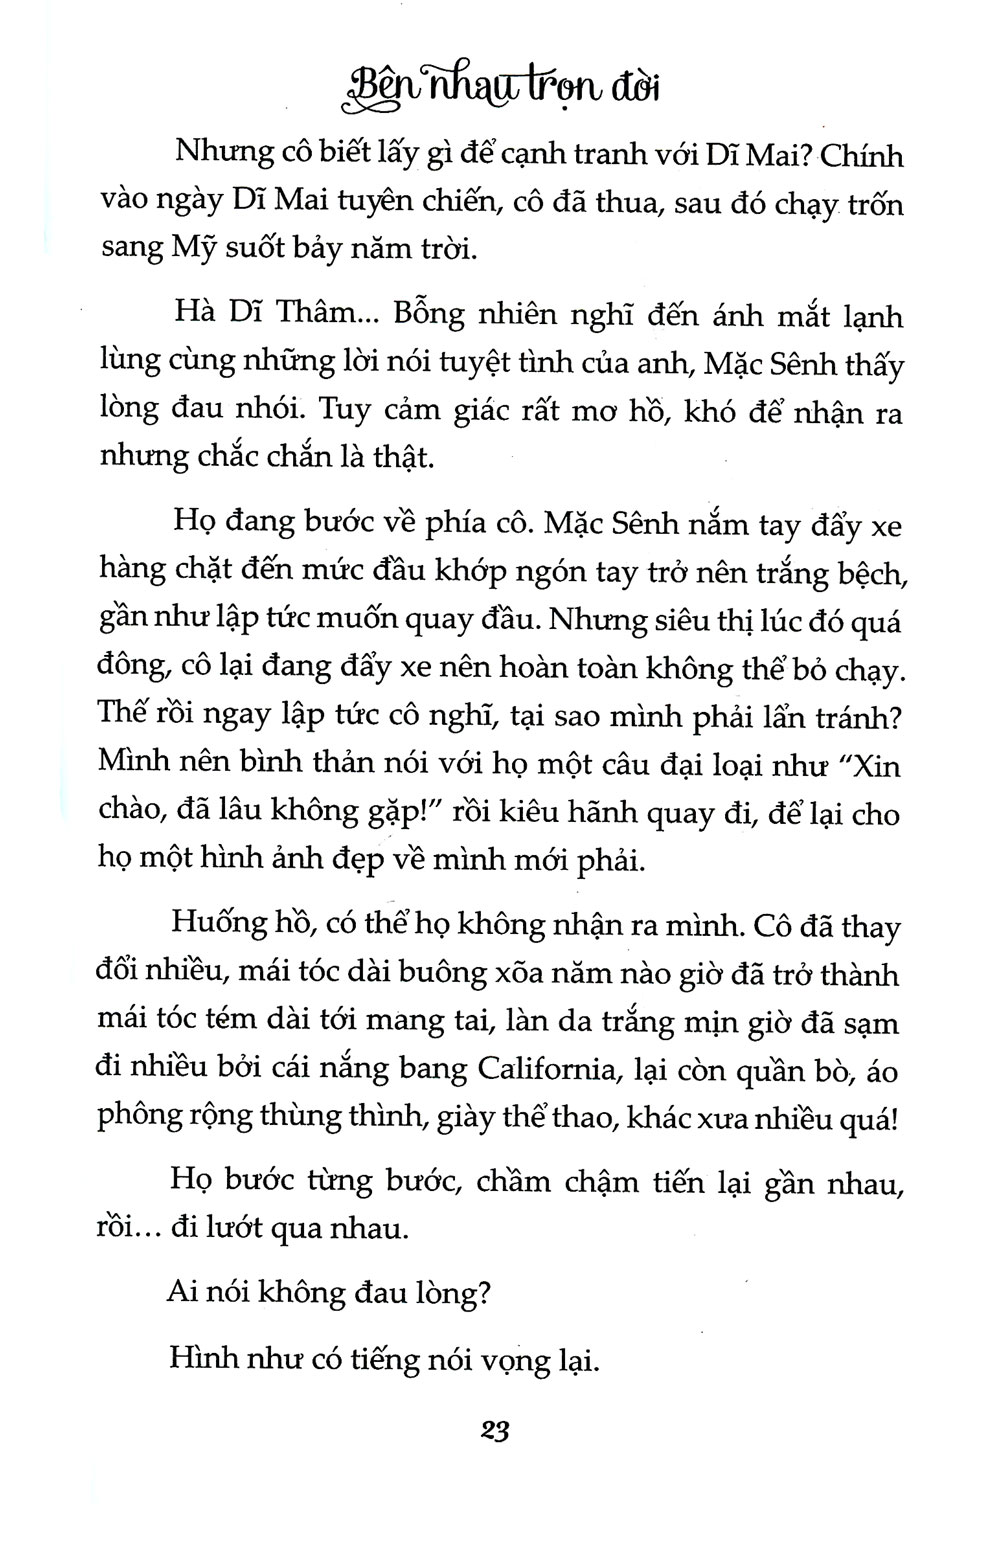 Bên nhau trọn đời
Nhưng cô biết lấy gì để cạnh tranh với Dĩ Mai? Chính
vào ngày Dĩ Mai tuyên chiến, cô đã thua, sau đó chạy trốn
sang Mỹ suốt bảy năm trời.
Hà Dĩ Thâm... Bỗng nhiên nghĩ đến ánh mắt lạnh
lùng cùng những lời nói tuyệt tình của anh, Mặc Sênh thấy
lòng đau nhói. Tuy cảm giác rất mơ hồ, khó để nhận ra
nhưng chắc chắn là thật.
Họ đang bước về phía cô. Mặc Sênh nắm tay đẩy xe
hàng chặt đến mức đầu khớp ngón tay trở nên trắng bệch,
gần như lập tức muốn quay đầu. Nhưng siêu thị lúc đó quá
đông, cô lại đang đẩy xe nên hoàn toàn không thể bỏ chạy.
Thế rồi ngay lập tức cô nghĩ, tại sao mình phải lẩn tránh?
Mình nên bình thản nói với họ một câu đại loại như "Xin
chào, đã lâu không gặp!" rồi kiêu hãnh quay đi, để lại cho
họ một hình ảnh đẹp về mình mới phải.
Huống hồ, có thể họ không nhận ra mình. Cô đã thay
đổi nhiều, mái tóc dài buông xõa năm nào giờ đã trở thành
mái tóc tém dài tới mang tai, làn da trắng mịn giờ đã sạm
đi nhiều bởi cái nắng bang California, lại còn quần bò, áo
phông rộng thùng thình, giày thể thao, khác xưa nhiều quá!
Họ bước từng bước, chầm chậm tiến lại gần nhau,
rồi... đi lướt qua nhau.
Ai nói không đau lòng?
Hình như có tiếng nói vọng lại.
23